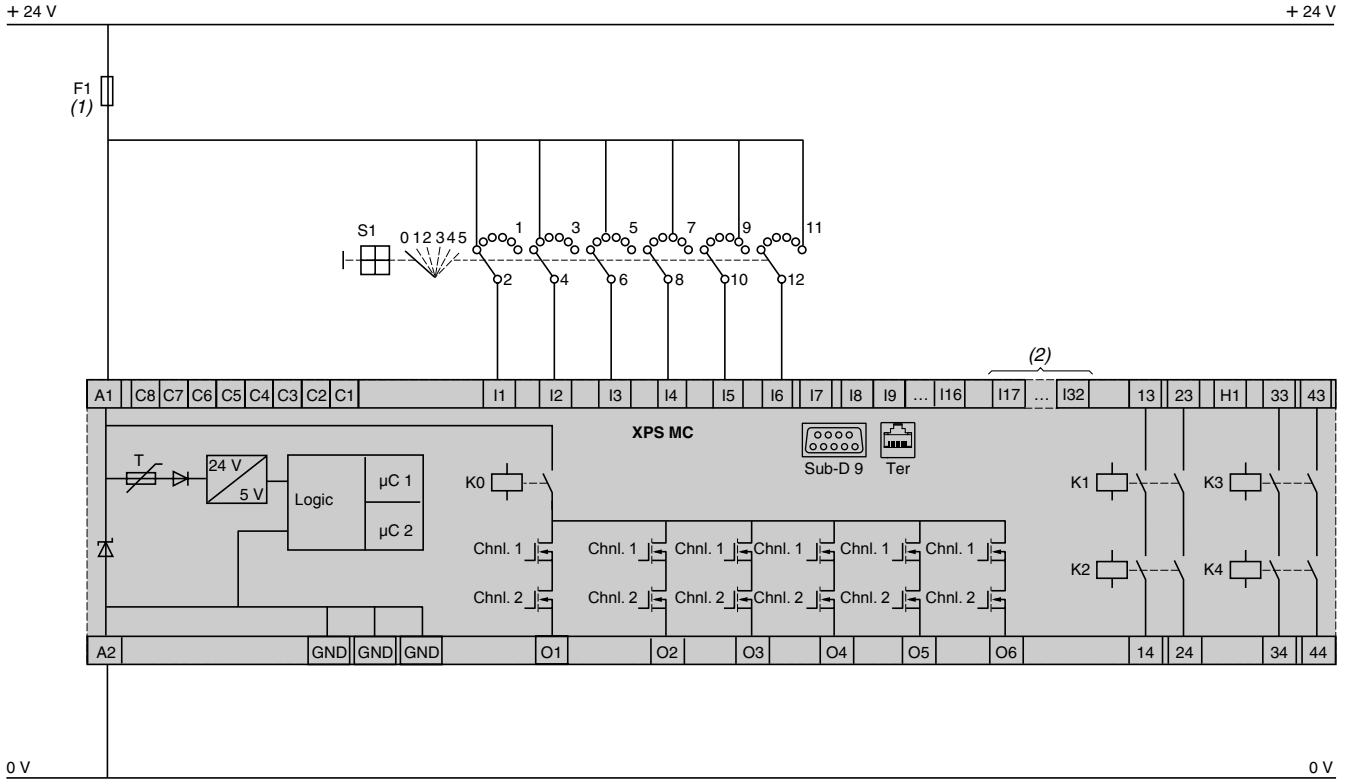 + 24 V + 24 V
F1
(1)
S1 0 1 2 3 4 5 1 3 5 7 9 11
2 4 6 8 10 12
(2)
A1 C8 C7 C6 C5 C4 C3 C2 C1 I1 I2 I3 I4 I5 I6 I7 I8 I9 ... I16 I17 ... I32 13 23 H1 33 43
XPS MC
T 24 V Sub-D 9 Ter
5 V Logic µC 1 K0 K1 K3
µC 2
Chnl. 1 Chnl. 1 Chnl. 1 Chnl. 1 Chnl. 1 Chnl. 1
K2 K4
Chnl. 2 Chnl. 2 Chnl. 2 Chnl. 2 Chnl. 2 Chnl. 2
A2 GND GND GND O1 O2 O3 O4 O5 O6 14 24 34 44
0 V 0 V